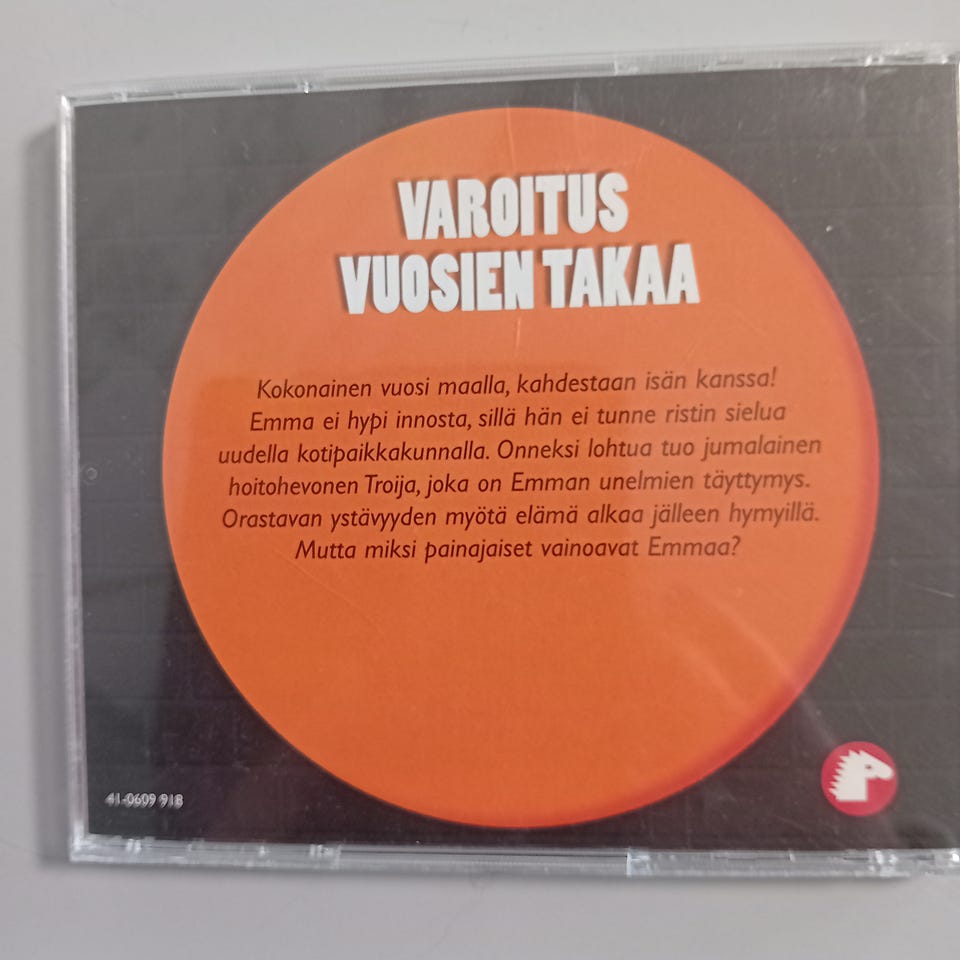 VAROITUS
VUOSIEN TAKAA
Kokonainen vuosi maalla, kahdestaan isän kanssa!
Emma ei hypi innosta, sillä hän ei tunne ristin sielua
uudella kotipaikkakunnalla. Onneksi lohtua tuo jumalainen
hoitohevonen Troija, joka on Emman unelmien täyttymys.
Orastavan ystävyyden myötä elämä alkaa jälleen hymyillä.
Mutta miksi painajaiset vainoavat Emmaa?
41-0609 918